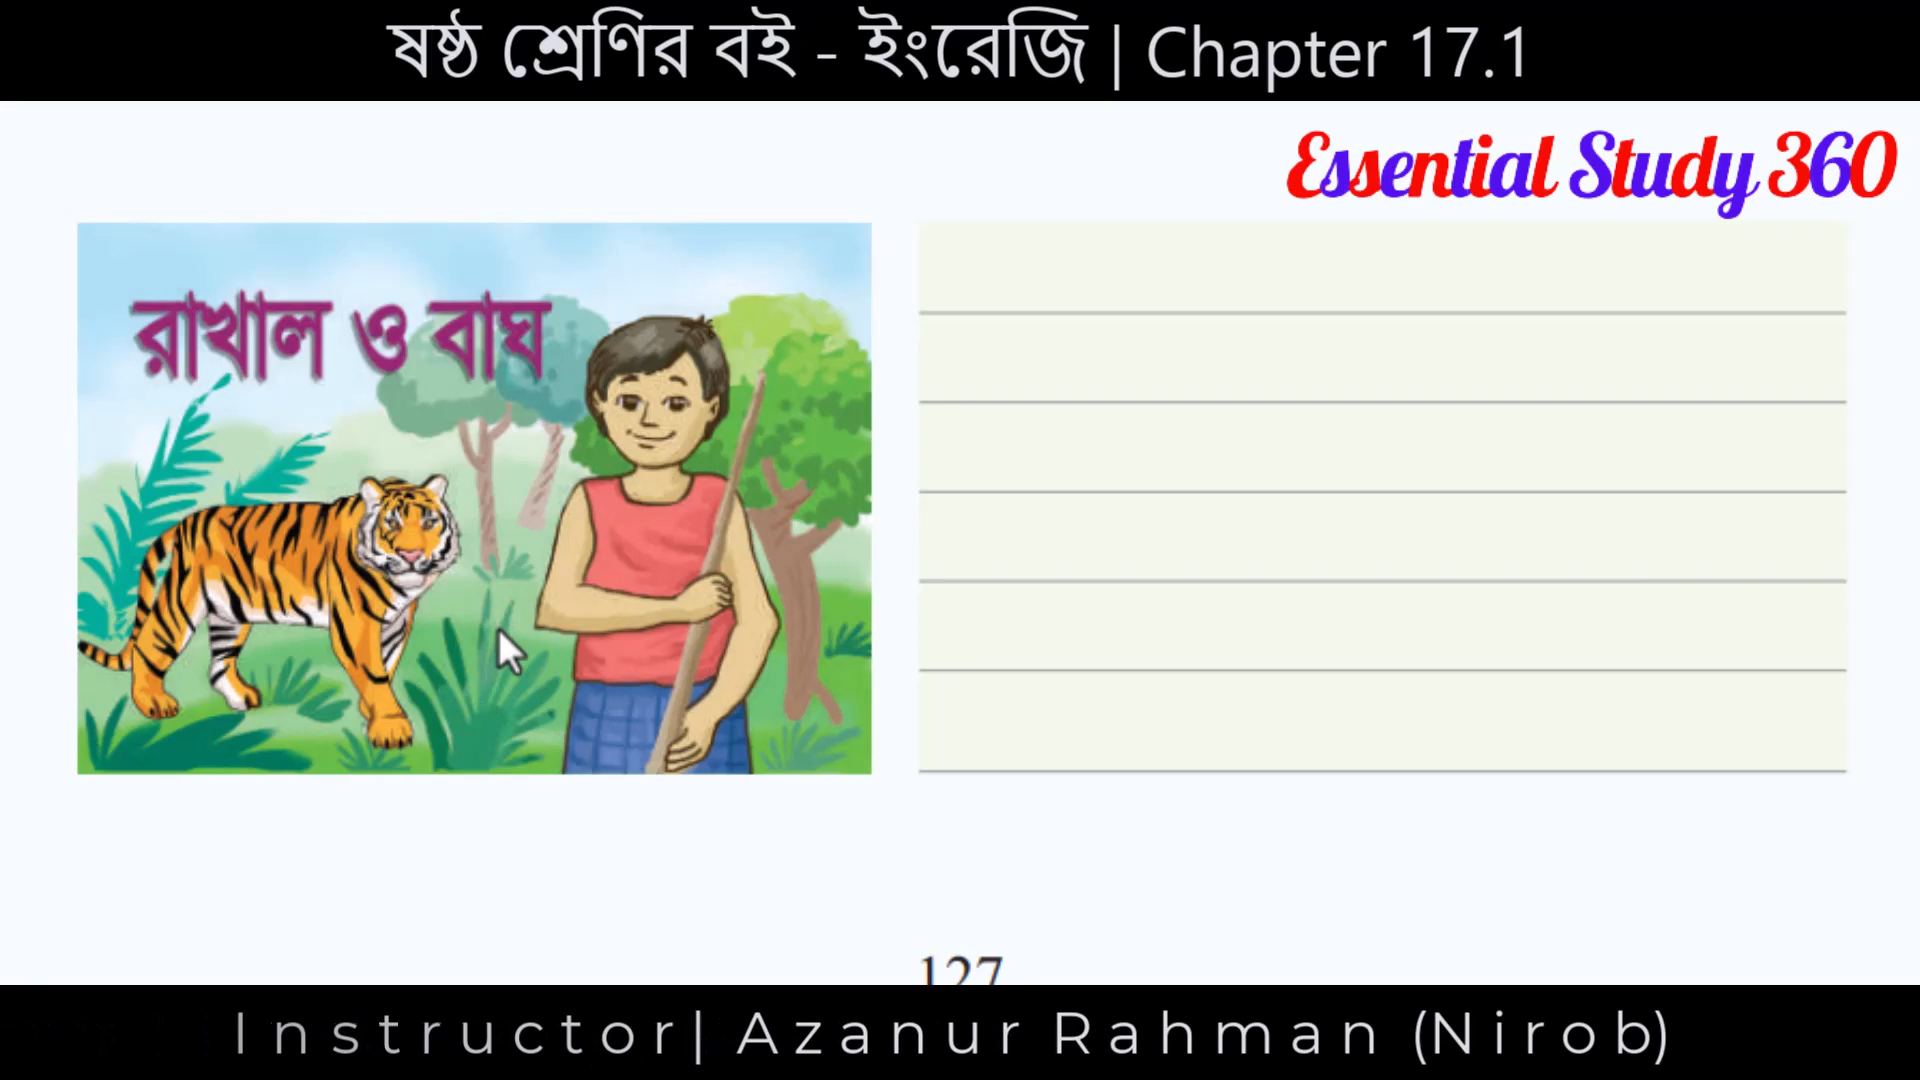 ষষ্ঠ শ্রেণির বই - ইংরেজি | Chapter 17.1
Essential Study 360
রাখাল ও বাঘ
127
Instructor| Azanur Rahman (Nirob)